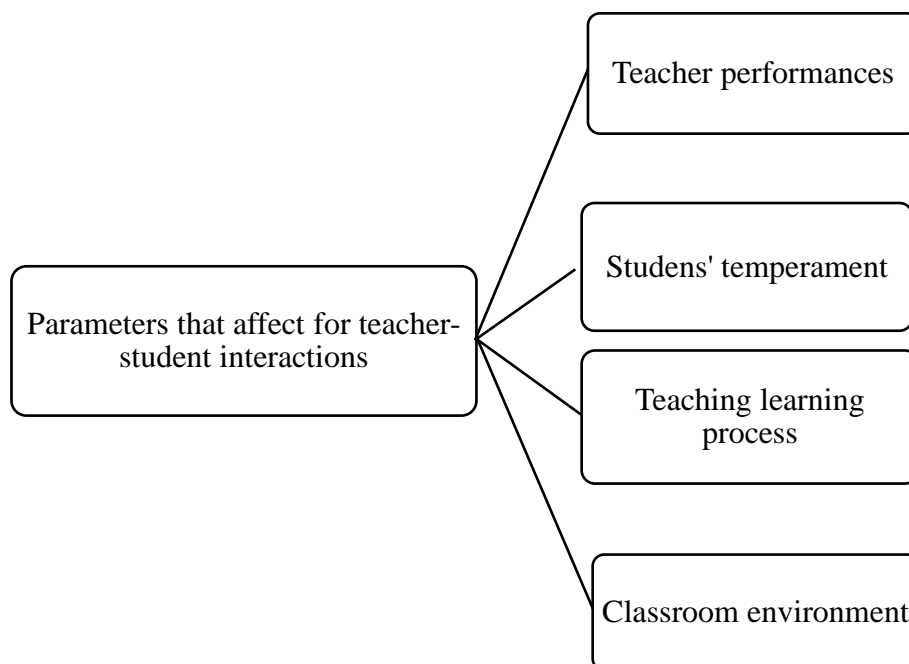 Teacher performances
Studens' temperament
Parameters that affect for teacher-
student interactions
Teaching learning
process
Classroom environment